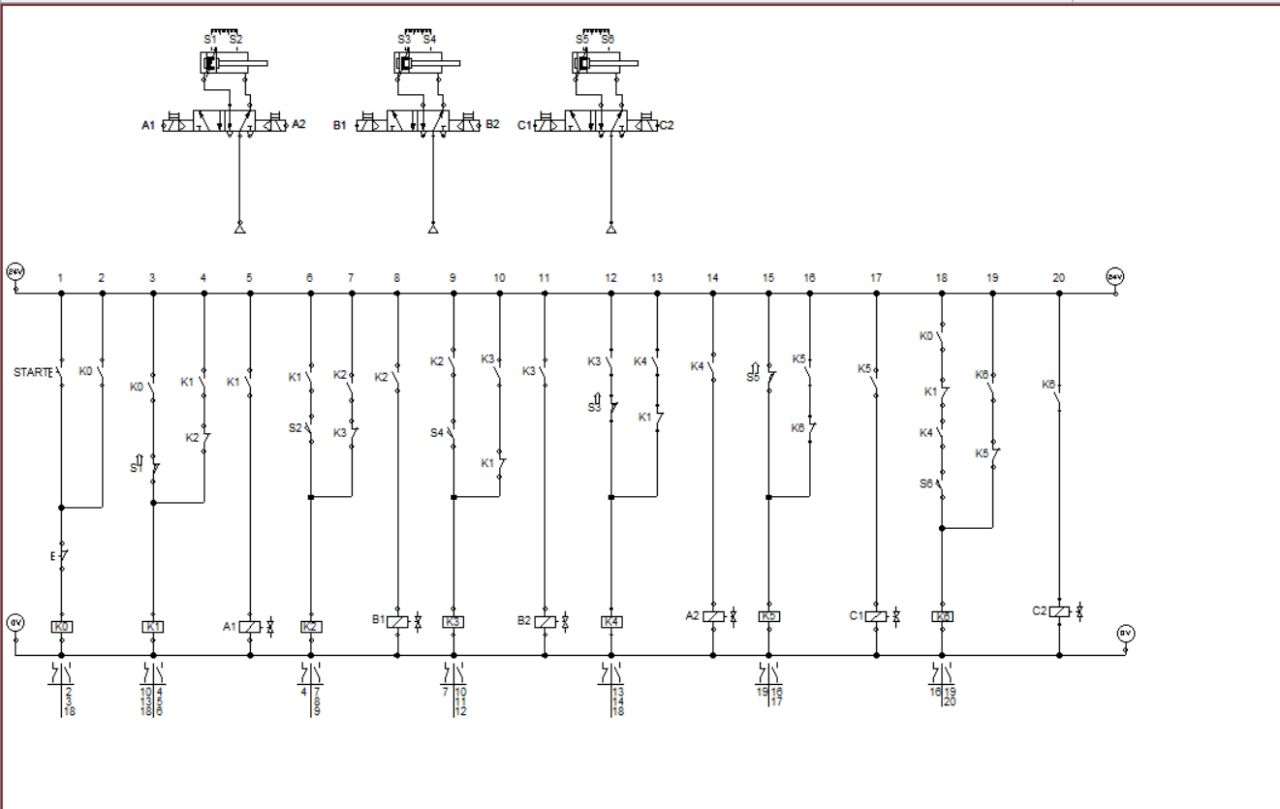 S1 S2 S3 S4 S5 S6
A1 A2 B1 B2 C1 C2
24V 24V
1 2 3 4 5 6 7 8 9 10 11 12 13 14 15 16 17 18 19 20
K0
K2 K3 K3 K4 S5 K5
STARTE K0 K1 K1 K1 K2 K2 K3 K4 K5 K6 K6
K0 S3 K1 K1
S2 K3 S4 K6 K4
K2 K5
S1 K1 S6
E
0V K0 K1 A1 K2 B1 K3 B2 K4 A2 K5 C1 K6 C2 0V
2 10 4 4 7 7 10 13 19 16 16 19
3 13 5 8 11 14 17 20
18 18 6 9 12 18